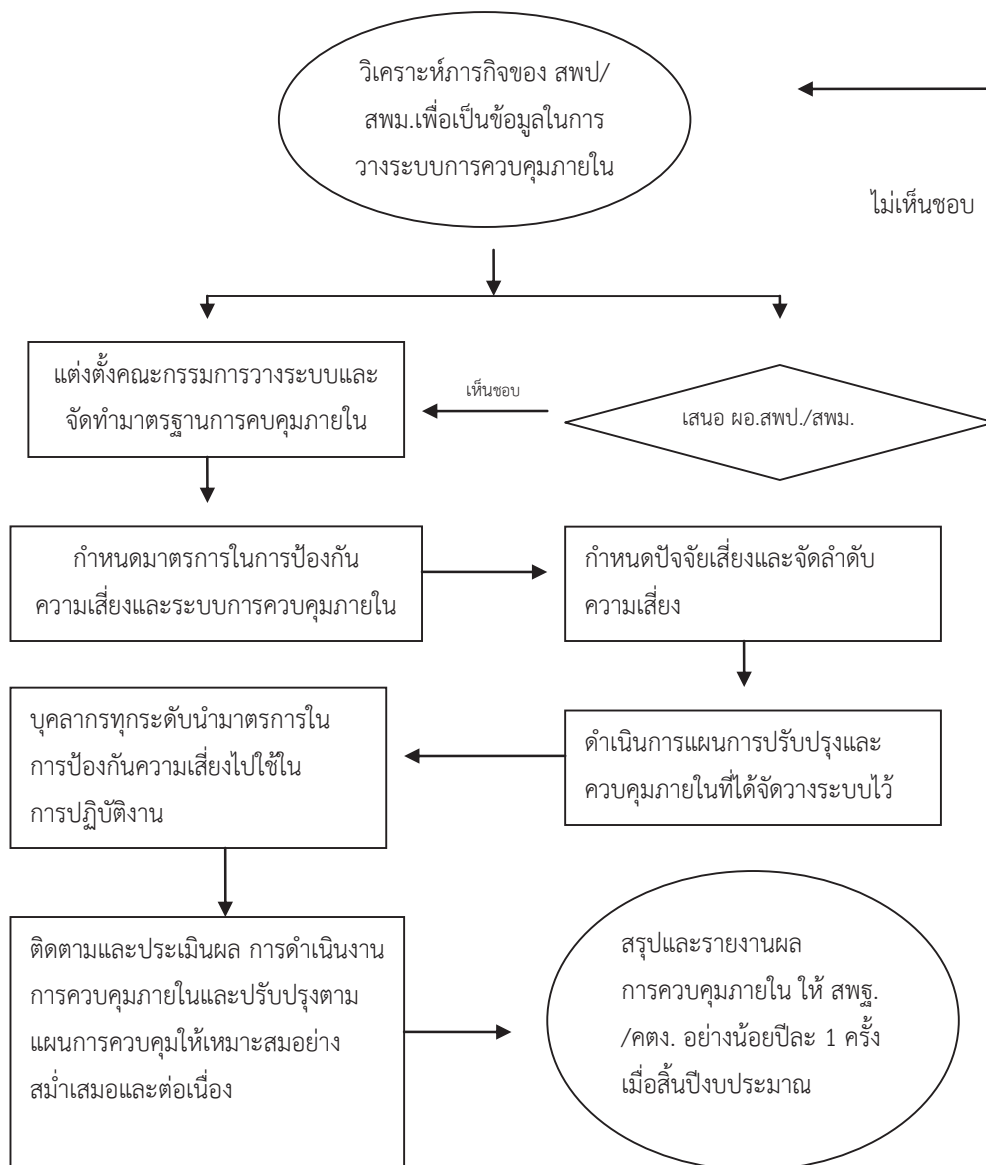 วิเคราะห์ภารกิจของ สพป/
สพม.เพื่อเป็นข้อมูลในการ
วางระบบการควบคุมภายใน
ไม่เห็นชอบ
แต่งตั้งคณะกรรมการวางระบบและ
จัดทำมาตรฐานการคบคุมภายใน
เห็นชอบ
เสนอ ผอ.สพป./สพม.
กำหนดมาตรการในการป้องกัน
ความเสี่ยงและระบบการควบคุมภายใน
กำหนดปัจจัยเสี่ยงและจัดลำดับ
ความเสี่ยง
บุคลากรทุกระดับนำมาตรการใน
การป้องกันความเสี่ยงไปใช้ใน
การปฏิบัติงาน
ดำเนินการแผนการปรับปรุงและ
ควบคุมภายในที่ได้จัดวางระบบไว้
ติดตามและประเมินผล การดำเนินงาน
การควบคุมภายในและปรับปรุงตาม
แผนการควบคุมให้เหมาะสมอย่าง
สม่ำเสมอและต่อเนื่อง
สรุปและรายงานผล
การควบคุมภายใน ให้ สพฐ.
/คตง. อย่างน้อยปีละ 1 ครั้ง
เมื่อสิ้นปีงบประมาณ